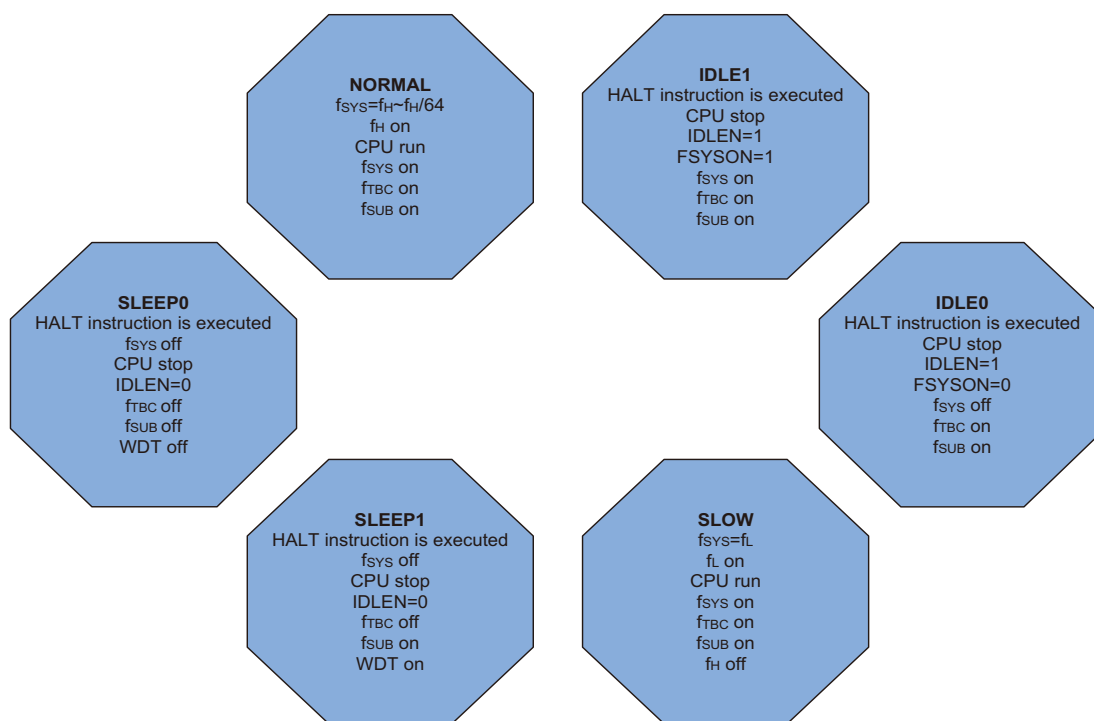 NORMAL
fSYS=fH~fH/64
fH on
CPU run
fSYS on
fTBC on
fSUB on
IDLE1
HALT instruction is executed
CPU stop
IDLEN=1
FSYSON=1
fSYS on
fTBC on
fSUB on
SLEEP0
HALT instruction is executed
fSYS off
CPU stop
IDLEN=0
fTBC off
fSUB off
WDT off
IDLE0
HALT instruction is executed
CPU stop
IDLEN=1
FSYSON=0
fSYS off
fTBC on
fSUB on
SLEEP1
HALT instruction is executed
fSYS off
CPU stop
IDLEN=0
fTBC off
fSUB on
WDT on
SLOW
fSYS=fL
fL on
CPU run
fSYS on
fTBC on
fSUB on
fH off